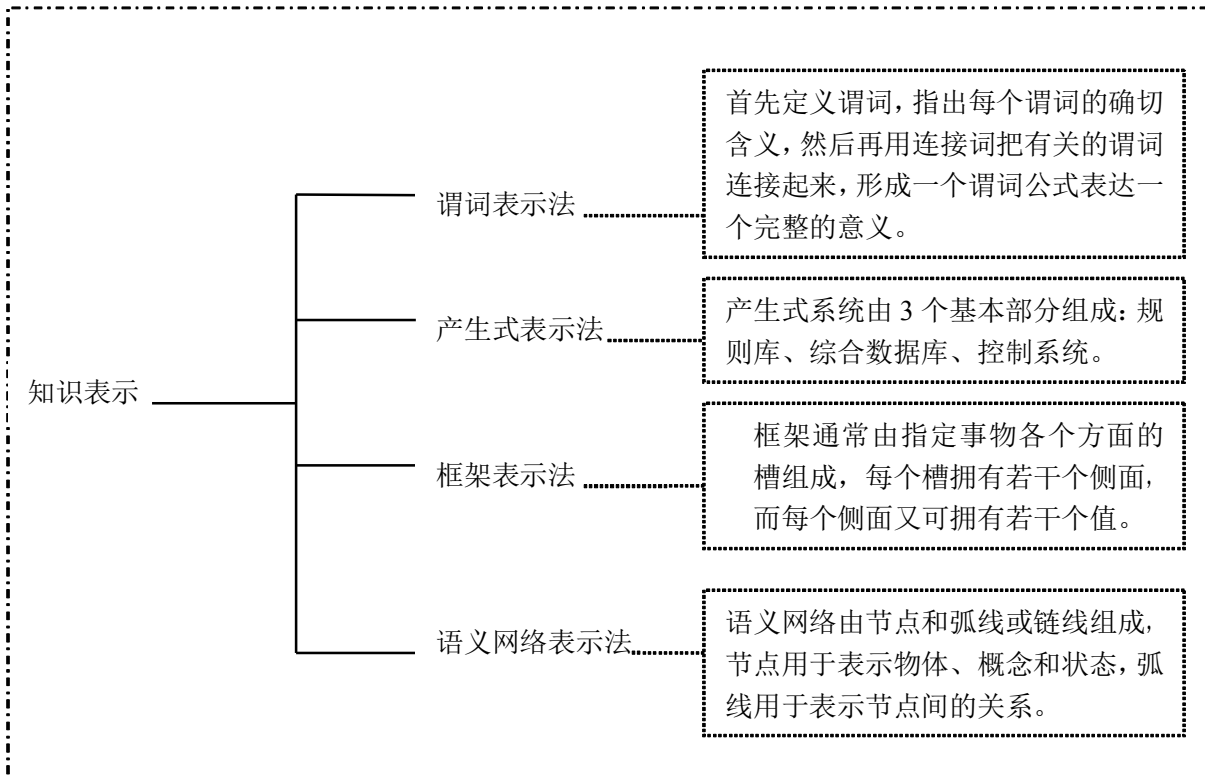 首先定义谓词，指出每个谓词的确切
含义，然后再用连接词把有关的谓词
连接起来，形成一个谓词公式表达一
个完整的意义。
谓词表示法
产生式系统由 3 个基本部分组成：规
则库、综合数据库、控制系统。
产生式表示法
知识表示
框架通常由指定事物各个方面的
槽组成，每个槽拥有若干个侧面，
而每个侧面又可拥有若干个值。
框架表示法
语义网络由节点和弧线或链线组成，
节点用于表示物体、概念和状态，弧
线用于表示节点间的关系。
语义网络表示法